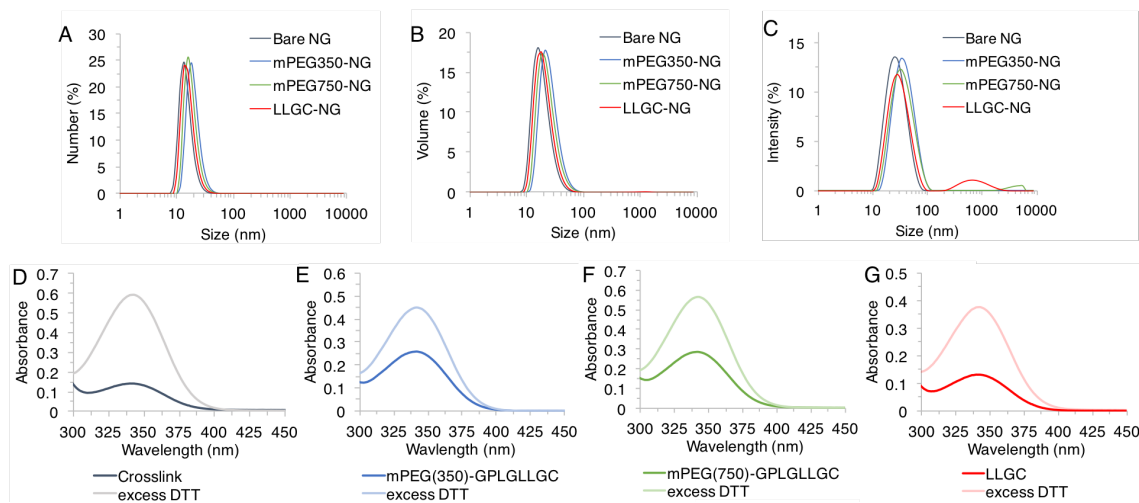 A
Number (%)
30
25
20
15
10
5
0
1 10 100 1000 10000
Size (nm)
Bare NG
mPEG350-NG
mPEG750-NG
LLGC-NG
B
Volume (%)
20
15
10
5
0
1 10 100 1000 10000
Size (nm)
Bare NG
mPEG350-NG
mPEG750-NG
LLGC-NG
C
Intensity (%)
15
10
5
0
1 10 100 1000 10000
Size (nm)
Bare NG
mPEG350-NG
mPEG750-NG
LLGC-NG
D
Absorbance
0.7
0.6
0.5
0.4
0.3
0.2
0.1
0
300 325 350 375 400 425 450
Wavelength (nm)
Crosslink
excess DTT
E
Absorbance
0.6
0.5
0.4
0.3
0.2
0.1
0
300 325 350 375 400 425 450
Wavelength (nm)
mPEG(350)-GPLGLLGC
excess DTT
F
Absorbance
0.7
0.6
0.5
0.4
0.3
0.2
0.1
0
300 325 350 375 400 425 450
Wavelength (nm)
mPEG(750)-GPLGLLGC
excess DTT
G
Absorbance
0.5
0.4
0.3
0.2
0.1
0
300 325 350 375 400 425 450
Wavelength (nm)
LLGC
excess DTT